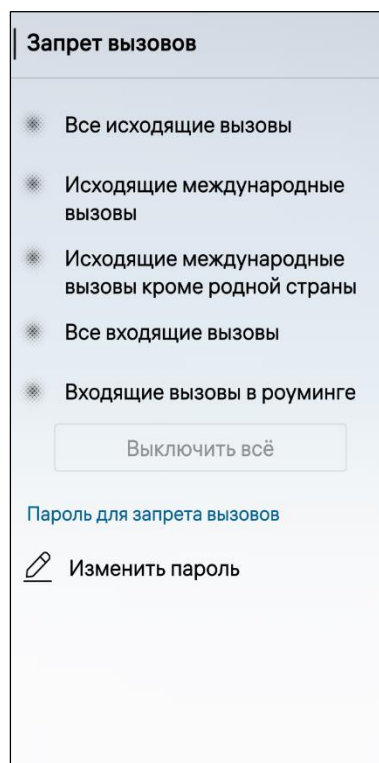 Запрет вызовов
Все исходящие вызовы
Исходящие международные
вызовы
Исходящие международные
вызовы кроме родной страны
Все входящие вызовы
Входящие вызовы в роуминге
Выключить всё
Пароль для запрета вызовов
Изменить пароль